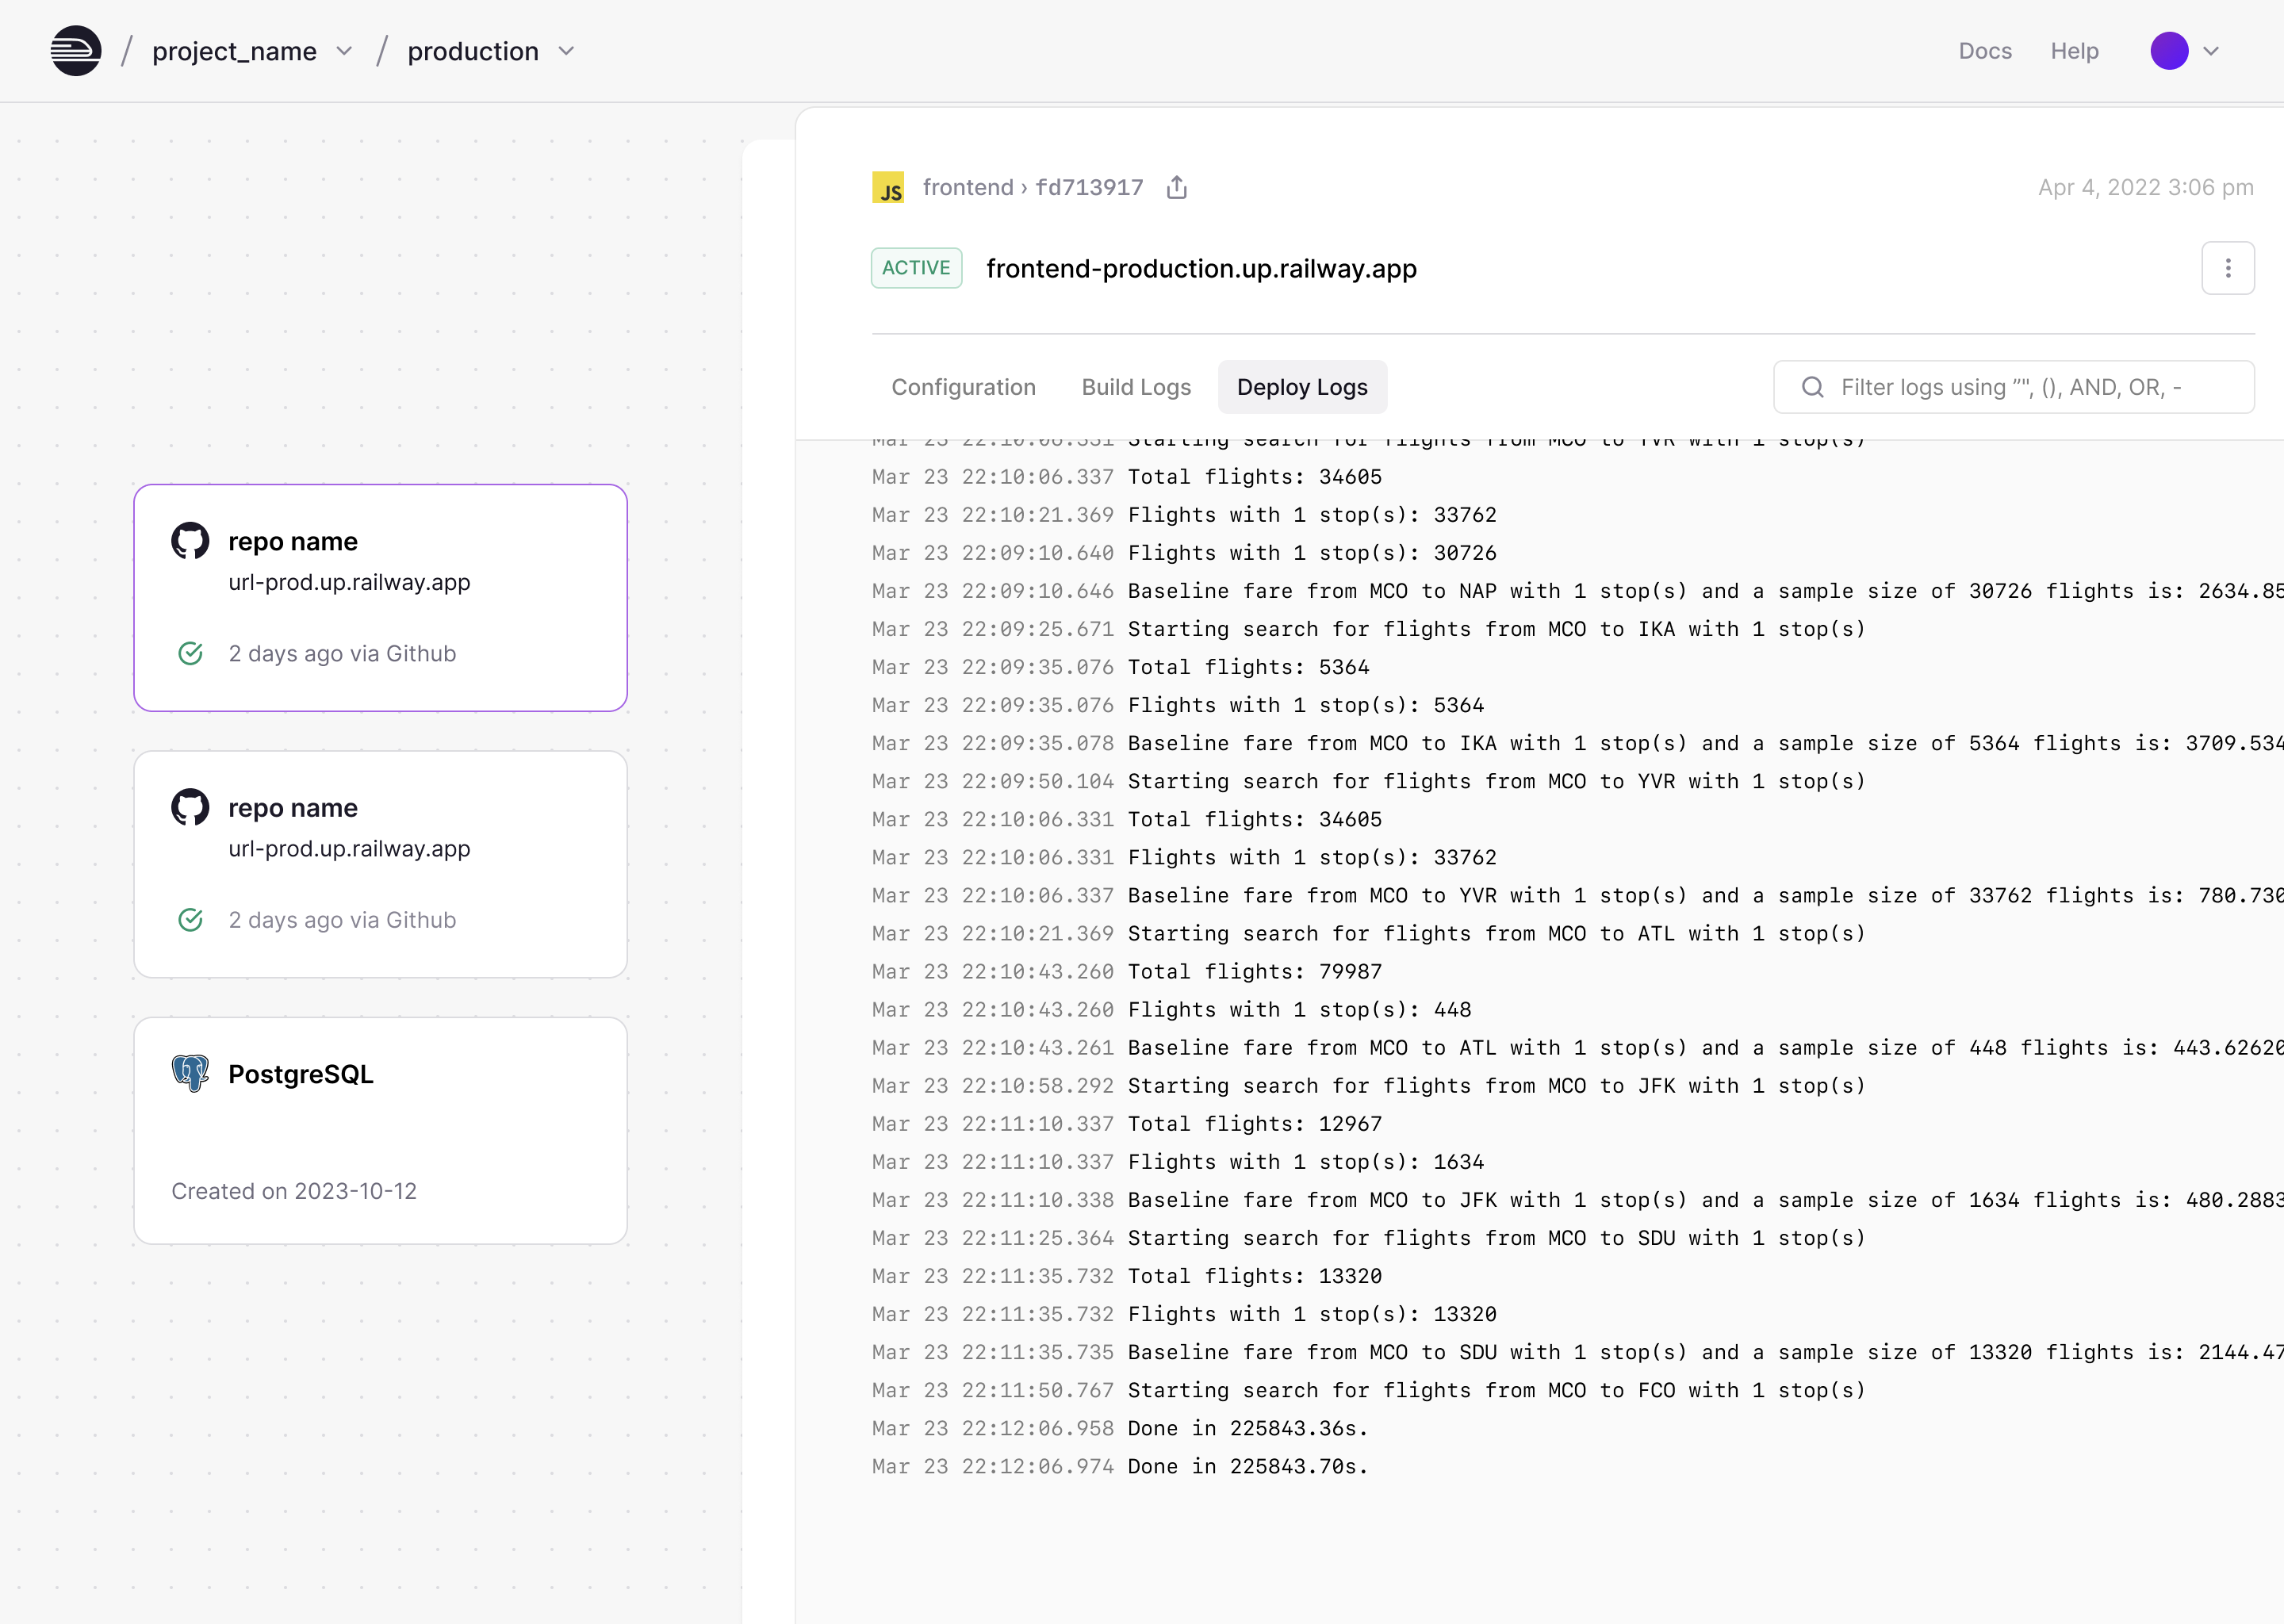 / project_name / production
Docs Help
JS frontend › fd713917
Apr 4, 2022 3:06 pm
ACTIVE frontend-production.up.railway.app
Configuration Build Logs Deploy Logs
Filter logs using ”", (), AND, OR, -
repo name
url-prod.up.railway.app
2 days ago via Github
repo name
url-prod.up.railway.app
2 days ago via Github
PostgreSQL
Created on 2023-10-12
Mar 23 22:10:06.331 Starting search for flights from MCO to YVR with 1 stop(s)
Mar 23 22:10:06.337 Total flights: 34605
Mar 23 22:10:21.369 Flights with 1 stop(s): 33762
Mar 23 22:09:10.640 Flights with 1 stop(s): 30726
Mar 23 22:09:10.646 Baseline fare from MCO to NAP with 1 stop(s) and a sample size of 30726 flights is: 2634.85
Mar 23 22:09:25.671 Starting search for flights from MCO to IKA with 1 stop(s)
Mar 23 22:09:35.076 Total flights: 5364
Mar 23 22:09:35.076 Flights with 1 stop(s): 5364
Mar 23 22:09:35.078 Baseline fare from MCO to IKA with 1 stop(s) and a sample size of 5364 flights is: 3709.534
Mar 23 22:09:50.104 Starting search for flights from MCO to YVR with 1 stop(s)
Mar 23 22:10:06.331 Total flights: 34605
Mar 23 22:10:06.331 Flights with 1 stop(s): 33762
Mar 23 22:10:06.337 Baseline fare from MCO to YVR with 1 stop(s) and a sample size of 33762 flights is: 780.730
Mar 23 22:10:21.369 Starting search for flights from MCO to ATL with 1 stop(s)
Mar 23 22:10:43.260 Total flights: 79987
Mar 23 22:10:43.260 Flights with 1 stop(s): 448
Mar 23 22:10:43.261 Baseline fare from MCO to ATL with 1 stop(s) and a sample size of 448 flights is: 443.62620
Mar 23 22:10:58.292 Starting search for flights from MCO to JFK with 1 stop(s)
Mar 23 22:11:10.337 Total flights: 12967
Mar 23 22:11:10.337 Flights with 1 stop(s): 1634
Mar 23 22:11:10.338 Baseline fare from MCO to JFK with 1 stop(s) and a sample size of 1634 flights is: 480.2883
Mar 23 22:11:25.364 Starting search for flights from MCO to SDU with 1 stop(s)
Mar 23 22:11:35.732 Total flights: 13320
Mar 23 22:11:35.732 Flights with 1 stop(s): 13320
Mar 23 22:11:35.735 Baseline fare from MCO to SDU with 1 stop(s) and a sample size of 13320 flights is: 2144.47
Mar 23 22:11:50.767 Starting search for flights from MCO to FCO with 1 stop(s)
Mar 23 22:12:06.958 Done in 225843.36s.
Mar 23 22:12:06.974 Done in 225843.70s.